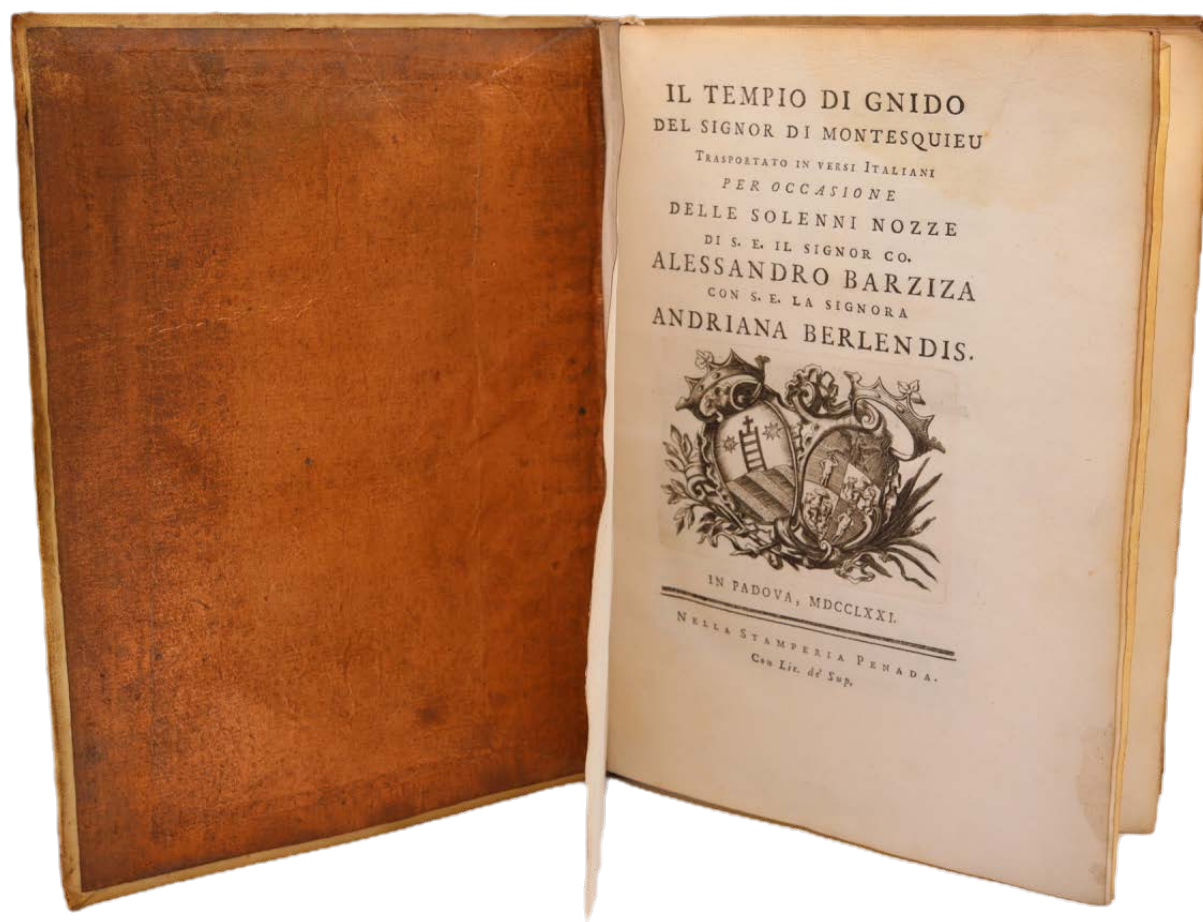 IL TEMPIO DI GNIDO
DEL SIGNOR DI MONTESQUIEU
TRASPORTATO IN VERSI ITALIANI
PER OCCASIONE
DELLE SOLENNI NOZZE
DI S. E. IL SIGNOR CO.
ALESSANDRO BARZIZA
CON S. E. LA SIGNORA
ANDRIANA BERLENDIS.
IN PADOVA, MDCCLXXI.
NELLA STAMPERIA PENADA.
Con Lic. de' Sup.